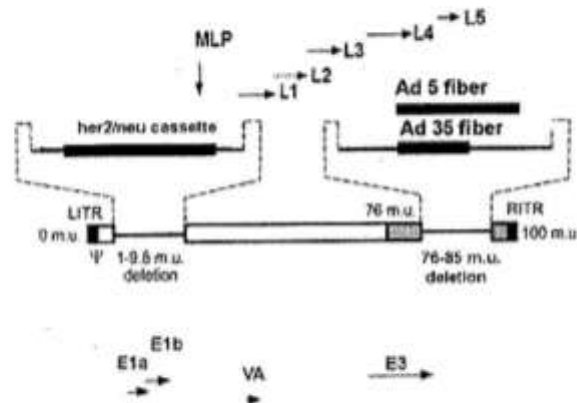 MLP
L1
L2
L3
L4
L5
her2/neu cassette
Ad 5 fiber
Ad 35 fiber
LITR
76 m.u.
RITR
0 m.u.
100 m.u.
Ψ
1-9.8 m.u.
deletion
76-85 m.u.
deletion
E1a
E1b
VA
E3